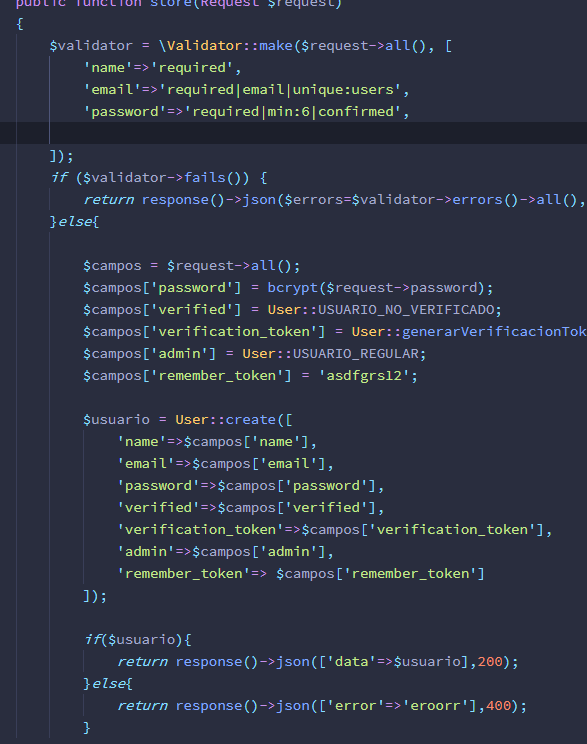 public function store(Request $request)
{
    $validator = \Validator::make($request->all(), [
        'name'=>'required',
        'email'=>'required|email|unique:users',
        'password'=>'required|min:6|confirmed',
    ]);
    if ($validator->fails()) {
        return response()->json($errors=$validator->errors()->all(),
    }else{
        $campos = $request->all();
        $campos['password'] = bcrypt($request->password);
        $campos['verified'] = User::USUARIO_NO_VERIFICADO;
        $campos['verification_token'] = User::generarVerificacionTok
        $campos['admin'] = User::USUARIO_REGULAR;
        $campos['remember_token'] = 'asdfgrsl2';
        $usuario = User::create([
            'name'=>$campos['name'],
            'email'=>$campos['email'],
            'password'=>$campos['password'],
            'verified'=>$campos['verified'],
            'verification_token'=>$campos['verification_token'],
            'admin'=>$campos['admin'],
            'remember_token'=> $campos['remember_token']
        ]);
        if($usuario){
            return response()->json(['data'=>$usuario],200);
        }else{
            return response()->json(['error'=>'eroorr'],400);
        }